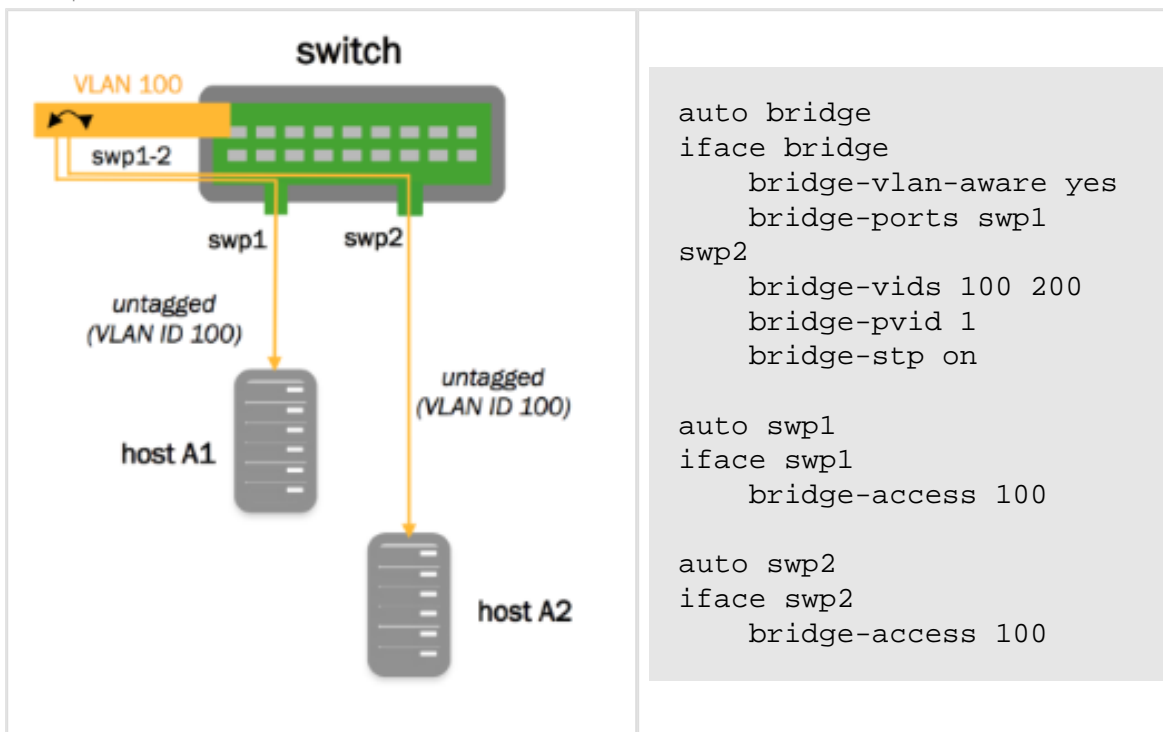 switch
VLAN 100
swp1-2
swp1
swp2
untagged
(VLAN ID 100)
untagged
(VLAN ID 100)
host A1
host A2
auto bridge
iface bridge
    bridge-vlan-aware yes
    bridge-ports swp1
swp2
    bridge-vids 100 200
    bridge-pvid 1
    bridge-stp on

auto swp1
iface swp1
    bridge-access 100

auto swp2
iface swp2
    bridge-access 100